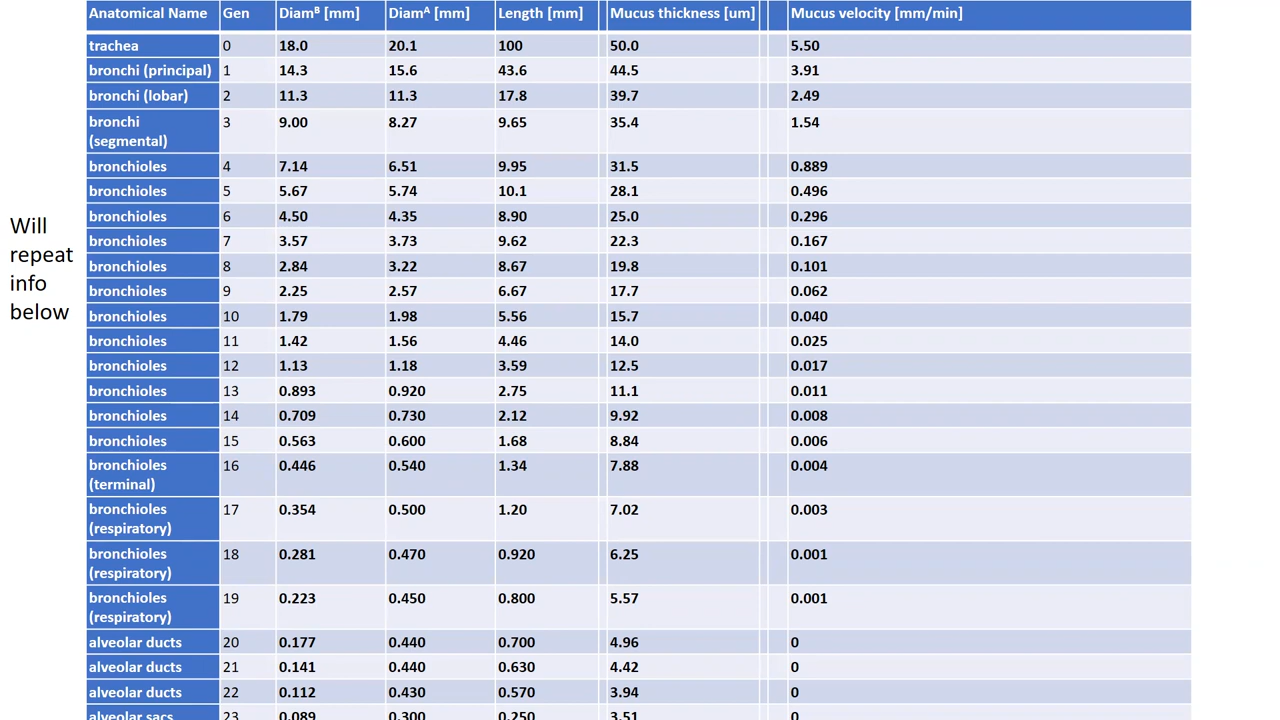 Anatomical Name Gen Diamᴮ [mm] Diamᴬ [mm] Length [mm] Mucus thickness [um] Mucus velocity [mm/min]
trachea 0 18.0 20.1 100 50.0 5.50
bronchi (principal) 1 14.3 15.6 43.6 44.5 3.91
bronchi (lobar) 2 11.3 11.3 17.8 39.7 2.49
bronchi 3 9.00 8.27 9.65 35.4 1.54
(segmental)
bronchioles 4 7.14 6.51 9.95 31.5 0.889
bronchioles 5 5.67 5.74 10.1 28.1 0.496
bronchioles 6 4.50 4.35 8.90 25.0 0.296
bronchioles 7 3.57 3.73 9.62 22.3 0.167
bronchioles 8 2.84 3.22 8.67 19.8 0.101
bronchioles 9 2.25 2.57 6.67 17.7 0.062
bronchioles 10 1.79 1.98 5.56 15.7 0.040
bronchioles 11 1.42 1.56 4.46 14.0 0.025
bronchioles 12 1.13 1.18 3.59 12.5 0.017
bronchioles 13 0.893 0.920 2.75 11.1 0.011
bronchioles 14 0.709 0.730 2.12 9.92 0.008
bronchioles 15 0.563 0.600 1.68 8.84 0.006
bronchioles 16 0.446 0.540 1.34 7.88 0.004
(terminal)
bronchioles 17 0.354 0.500 1.20 7.02 0.003
(respiratory)
bronchioles 18 0.281 0.470 0.920 6.25 0.001
(respiratory)
bronchioles 19 0.223 0.450 0.800 5.57 0.001
(respiratory)
alveolar ducts 20 0.177 0.440 0.700 4.96 0
alveolar ducts 21 0.141 0.440 0.630 4.42 0
alveolar ducts 22 0.112 0.430 0.570 3.94 0
alveolar sacs 23 0.089 0.300 0.250 3.51 0
Will
repeat
info
below